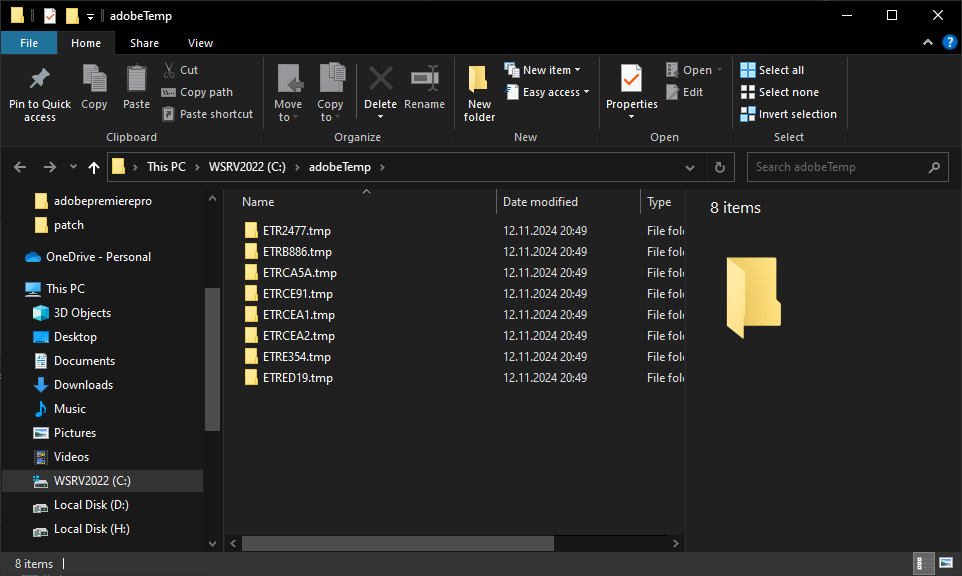 adobeTemp
File Home Share View
Pin to Quick access
Copy
Paste
Cut
Copy path
Paste shortcut
Clipboard
Move to
Copy to
Delete
Rename
Organize
New folder
New item
Easy access
New
Properties
Open
Edit
Open
Select all
Select none
Invert selection
Select
This PC > WSRV2022 (C:) > adobeTemp >
Search adobeTemp
adobepremierepro
patch
OneDrive - Personal
This PC
3D Objects
Desktop
Documents
Downloads
Music
Pictures
Videos
WSRV2022 (C:)
Local Disk (D:)
Local Disk (H:)
Name Date modified Type
ETR2477.tmp 12.11.2024 20:49 File fol
ETRB886.tmp 12.11.2024 20:49 File fol
ETRCA5A.tmp 12.11.2024 20:49 File fol
ETRCE91.tmp 12.11.2024 20:49 File fol
ETRCEA1.tmp 12.11.2024 20:49 File fol
ETRCEA2.tmp 12.11.2024 20:49 File fol
ETRE354.tmp 12.11.2024 20:49 File fol
ETRED19.tmp 12.11.2024 20:49 File fol
8 items
8 items